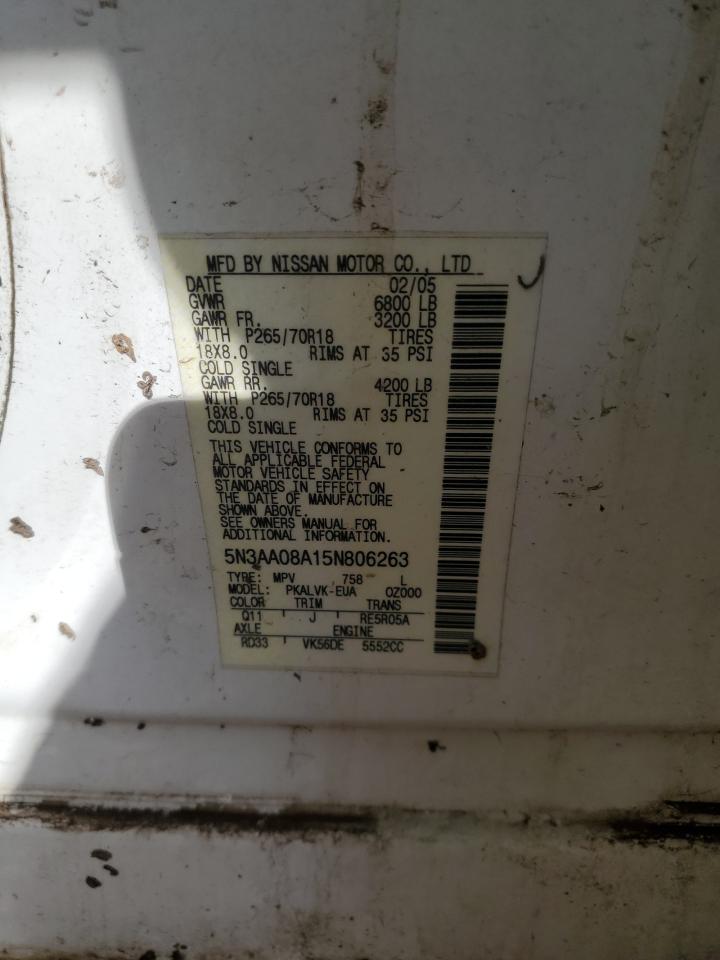 MFD BY NISSAN MOTOR CO., LTD
DATE 02/05
GVWR 6800 LB
GAWR FR. 3200 LB
WITH P265/70R18 TIRES
18X8.0 RIMS AT 35 PSI
COLD SINGLE
GAWR RR. 4200 LB
WITH P265/70R18 TIRES
18X8.0 RIMS AT 35 PSI
COLD SINGLE
THIS VEHICLE CONFORMS TO
ALL APPLICABLE FEDERAL
MOTOR VEHICLE SAFETY
STANDARDS IN EFFECT ON
THE DATE OF MANUFACTURE
SHOWN ABOVE.
SEE OWNERS MANUAL FOR
ADDITIONAL INFORMATION.
5N3AA08A15N806263
TYPE: MPV 758 L
MODEL: PKALVK-EUA 0Z000
COLOR TRIM TRANS
Q11 J RE5R05A
AXLE ENGINE
RD33 VK56DE 5552CC